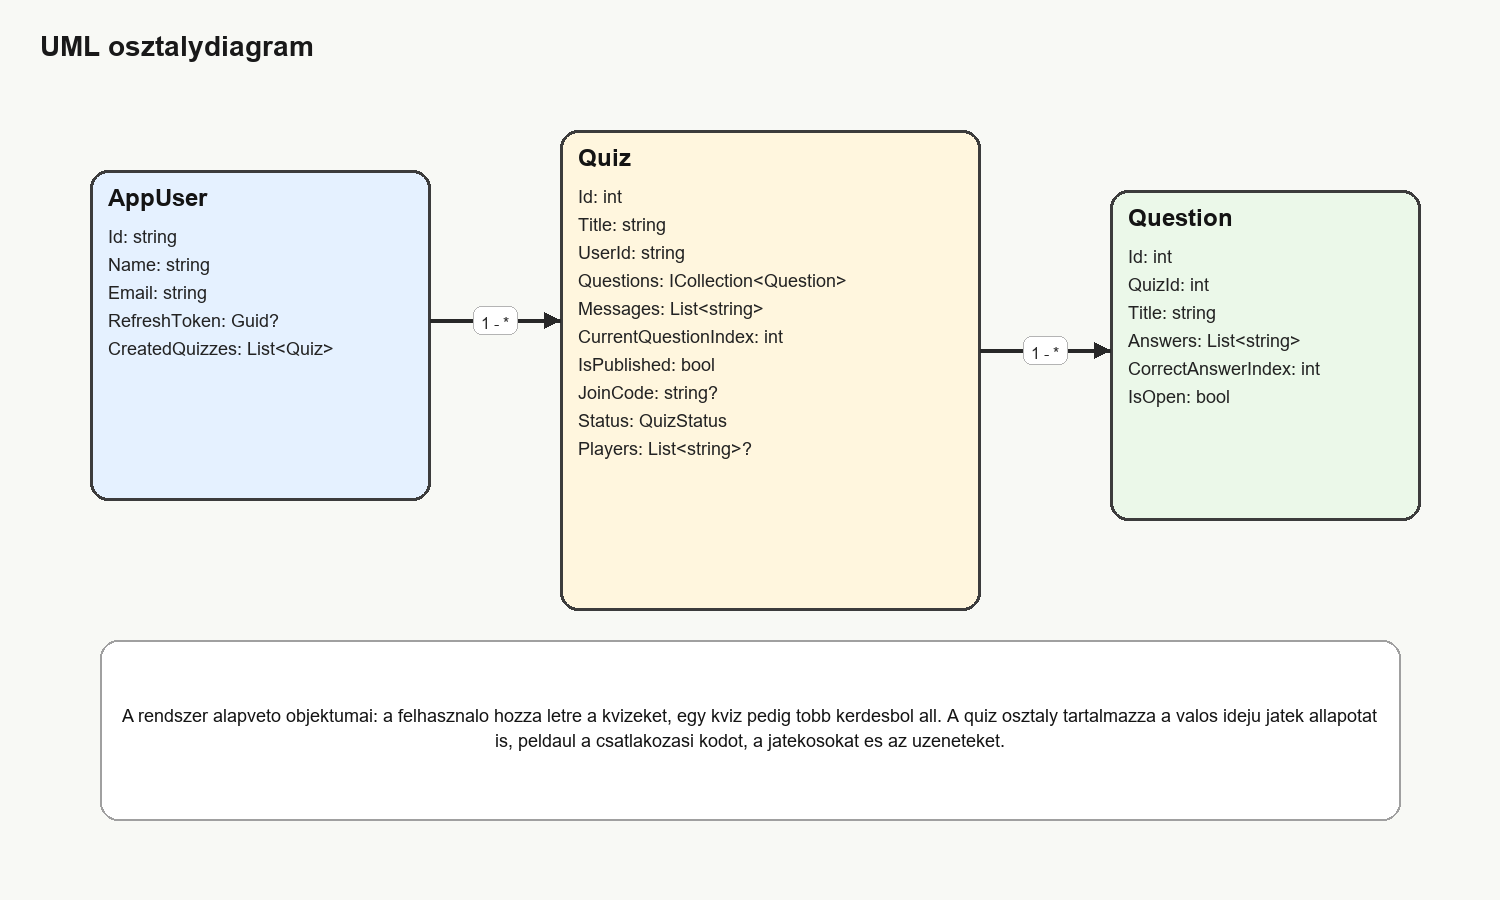 UML osztalydiagram
AppUser
Id: string
Name: string
Email: string
RefreshToken: Guid?
CreatedQuizzes: List<Quiz>
1 - *
Quiz
Id: int
Title: string
UserId: string
Questions: ICollection<Question>
Messages: List<string>
CurrentQuestionIndex: int
IsPublished: bool
JoinCode: string?
Status: QuizStatus
Players: List<string>?
1 - *
Question
Id: int
QuizId: int
Title: string
Answers: List<string>
CorrectAnswerIndex: int
IsOpen: bool
A rendszer alapveto objektumai: a felhasznalo hozza letre a kvizeket, egy kviz pedig tobb kerdesbol all. A quiz osztaly tartalmazza a valos ideju jatek allapotat
is, peldaul a csatlakozasi kodot, a jatekosokat es az uzeneteket.